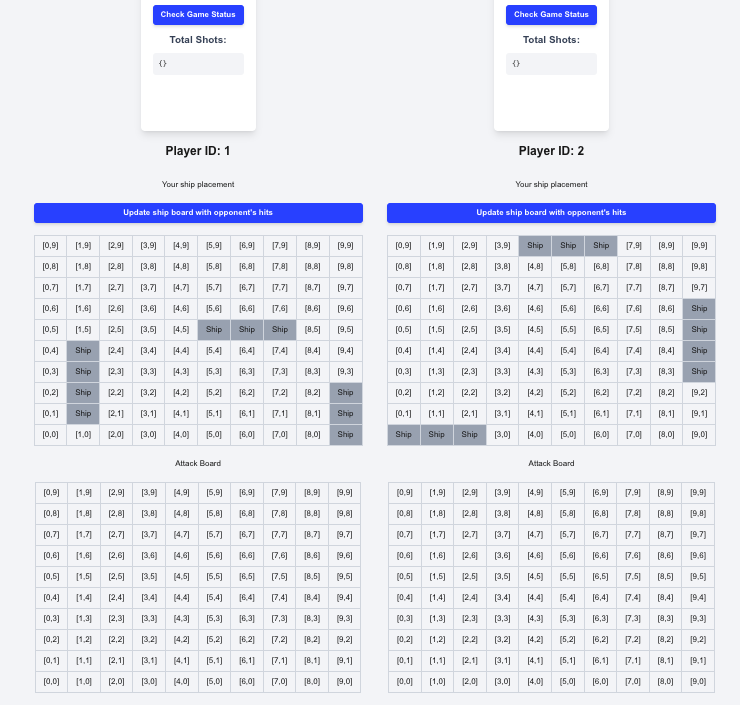 Check Game Status Check Game Status
Total Shots: Total Shots:
{} {}
Player ID: 1 Player ID: 2
Your ship placement Your ship placement
Update ship board with opponent's hits Update ship board with opponent's hits
[0,9] [1,9] [2,9] [3,9] [4,9] [5,9] [6,9] [7,9] [8,9] [9,9] [0,9] [1,9] [2,9] [3,9] Ship Ship Ship [7,9] [8,9] [9,9]
[0,8] [1,8] [2,8] [3,8] [4,8] [5,8] [6,8] [7,8] [8,8] [9,8] [0,8] [1,8] [2,8] [3,8] [4,8] [5,8] [6,8] [7,8] [8,8] [9,8]
[0,7] [1,7] [2,7] [3,7] [4,7] [5,7] [6,7] [7,7] [8,7] [9,7] [0,7] [1,7] [2,7] [3,7] [4,7] [5,7] [6,7] [7,7] [8,7] [9,7]
[0,6] [1,6] [2,6] [3,6] [4,6] [5,6] [6,6] [7,6] [8,6] [9,6] [0,6] [1,6] [2,6] [3,6] [4,6] [5,6] [6,6] [7,6] [8,6] Ship
[0,5] [1,5] [2,5] [3,5] [4,5] Ship Ship Ship [8,5] [9,5] [0,5] [1,5] [2,5] [3,5] [4,5] [5,5] [6,5] [7,5] [8,5] Ship
[0,4] Ship [2,4] [3,4] [4,4] [5,4] [6,4] [7,4] [8,4] [9,4] [0,4] [1,4] [2,4] [3,4] [4,4] [5,4] [6,4] [7,4] [8,4] Ship
[0,3] Ship [2,3] [3,3] [4,3] [5,3] [6,3] [7,3] [8,3] [9,3] [0,3] [1,3] [2,3] [3,3] [4,3] [5,3] [6,3] [7,3] [8,3] Ship
[0,2] Ship [2,2] [3,2] [4,2] [5,2] [6,2] [7,2] [8,2] Ship [0,2] [1,2] [2,2] [3,2] [4,2] [5,2] [6,2] [7,2] [8,2] [9,2]
[0,1] Ship [2,1] [3,1] [4,1] [5,1] [6,1] [7,1] [8,1] Ship [0,1] [1,1] [2,1] [3,1] [4,1] [5,1] [6,1] [7,1] [8,1] [9,1]
[0,0] [1,0] [2,0] [3,0] [4,0] [5,0] [6,0] [7,0] [8,0] Ship Ship Ship Ship [3,0] [4,0] [5,0] [6,0] [7,0] [8,0] [9,0]
Attack Board Attack Board
[0,9] [1,9] [2,9] [3,9] [4,9] [5,9] [6,9] [7,9] [8,9] [9,9] [0,9] [1,9] [2,9] [3,9] [4,9] [5,9] [6,9] [7,9] [8,9] [9,9]
[0,8] [1,8] [2,8] [3,8] [4,8] [5,8] [6,8] [7,8] [8,8] [9,8] [0,8] [1,8] [2,8] [3,8] [4,8] [5,8] [6,8] [7,8] [8,8] [9,8]
[0,7] [1,7] [2,7] [3,7] [4,7] [5,7] [6,7] [7,7] [8,7] [9,7] [0,7] [1,7] [2,7] [3,7] [4,7] [5,7] [6,7] [7,7] [8,7] [9,7]
[0,6] [1,6] [2,6] [3,6] [4,6] [5,6] [6,6] [7,6] [8,6] [9,6] [0,6] [1,6] [2,6] [3,6] [4,6] [5,6] [6,6] [7,6] [8,6] [9,6]
[0,5] [1,5] [2,5] [3,5] [4,5] [5,5] [6,5] [7,5] [8,5] [9,5] [0,5] [1,5] [2,5] [3,5] [4,5] [5,5] [6,5] [7,5] [8,5] [9,5]
[0,4] [1,4] [2,4] [3,4] [4,4] [5,4] [6,4] [7,4] [8,4] [9,4] [0,4] [1,4] [2,4] [3,4] [4,4] [5,4] [6,4] [7,4] [8,4] [9,4]
[0,3] [1,3] [2,3] [3,3] [4,3] [5,3] [6,3] [7,3] [8,3] [9,3] [0,3] [1,3] [2,3] [3,3] [4,3] [5,3] [6,3] [7,3] [8,3] [9,3]
[0,2] [1,2] [2,2] [3,2] [4,2] [5,2] [6,2] [7,2] [8,2] [9,2] [0,2] [1,2] [2,2] [3,2] [4,2] [5,2] [6,2] [7,2] [8,2] [9,2]
[0,1] [1,1] [2,1] [3,1] [4,1] [5,1] [6,1] [7,1] [8,1] [9,1] [0,1] [1,1] [2,1] [3,1] [4,1] [5,1] [6,1] [7,1] [8,1] [9,1]
[0,0] [1,0] [2,0] [3,0] [4,0] [5,0] [6,0] [7,0] [8,0] [9,0] [0,0] [1,0] [2,0] [3,0] [4,0] [5,0] [6,0] [7,0] [8,0] [9,0]